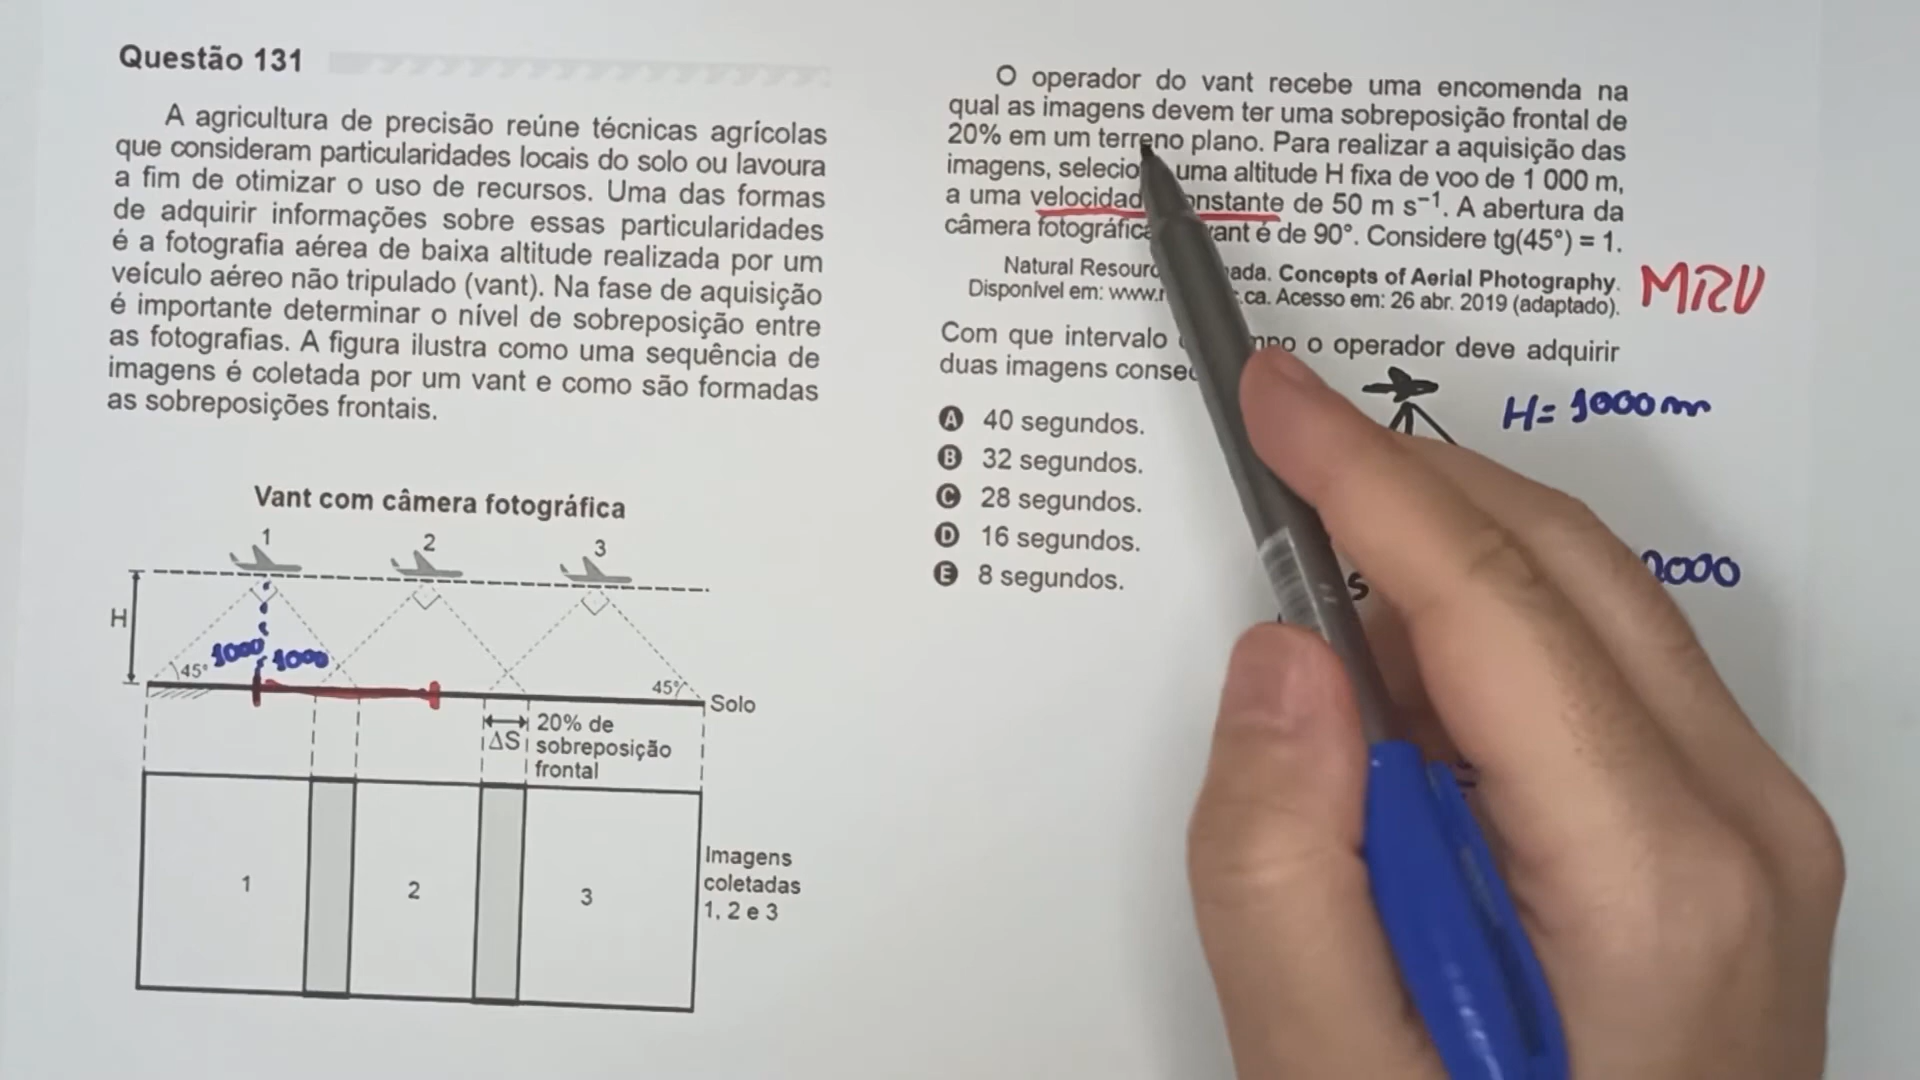 Questão 131
A agricultura de precisão reúne técnicas agrícolas
que consideram particularidades locais do solo ou lavoura
a fim de otimizar o uso de recursos. Uma das formas
de adquirir informações sobre essas particularidades
é a fotografia aérea de baixa altitude realizada por um
veículo aéreo não tripulado (vant). Na fase de aquisição
é importante determinar o nível de sobreposição entre
as fotografias. A figura ilustra como uma sequência de
imagens é coletada por um vant e como são formadas
as sobreposições frontais.
Vant com câmera fotográfica
1
2
3
H
1000
1000
45°
45°
Solo
ΔS
20% de
sobreposição
frontal
1
2
3
Imagens
coletadas
1, 2 e 3
O operador do vant recebe uma encomenda na
qual as imagens devem ter uma sobreposição frontal de
20% em um terreno plano. Para realizar a aquisição das
imagens, uma altitude H fixa de voo de 1 000 m,
a uma de 50 m s⁻¹. A abertura da
câmera é de 90°. Considere tg(45°) = 1.
Natural Concepts of Aerial Photography.
Disponível em: Acesso em: 26 abr. 2019 (adaptado).
MRU
Com que intervalo o operador deve adquirir
duas imagens
H = 1000 m
A 40 segundos.
B 32 segundos.
C 28 segundos.
D 16 segundos.
E 8 segundos.